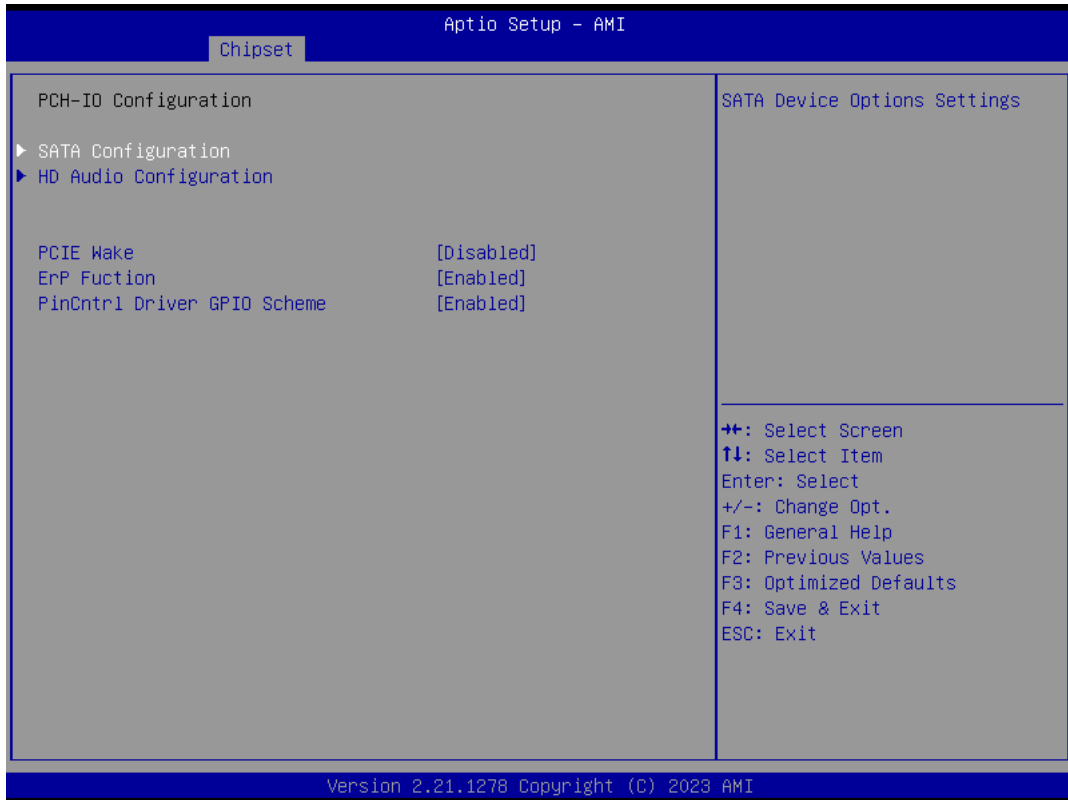 Aptio Setup – AMI
Chipset
PCH-IO Configuration
SATA Configuration
HD Audio Configuration
PCIE Wake [Disabled]
ErP Fuction [Enabled]
PinCntrl Driver GPIO Scheme [Enabled]
SATA Device Options Settings
→←: Select Screen
↑↓: Select Item
Enter: Select
+/-: Change Opt.
F1: General Help
F2: Previous Values
F3: Optimized Defaults
F4: Save & Exit
ESC: Exit
Version 2.21.1278 Copyright (C) 2023 AMI